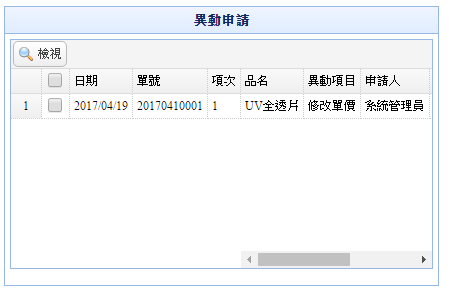 異動申請
檢視
日期 單號 項次 品名 異動項目 申請人
1 2017/04/19 20170410001 1 UV全透片 修改單價 系統管理員